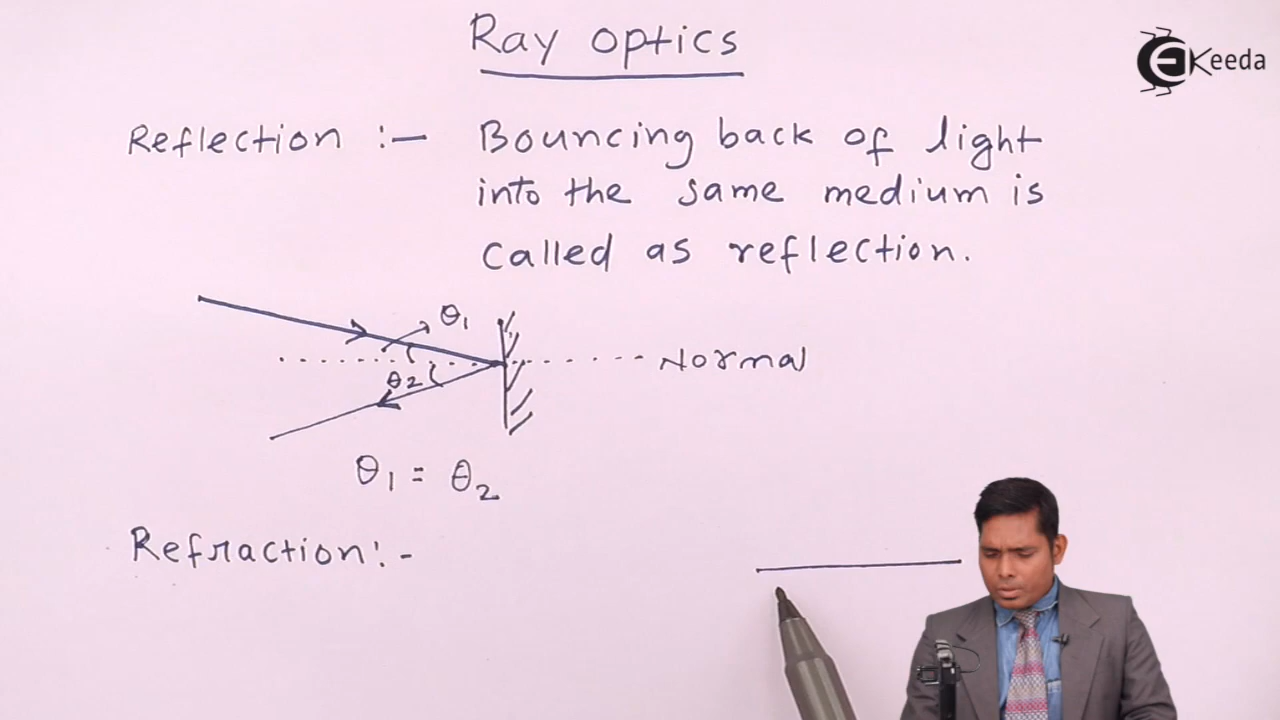 Ray optics
EKeeda
Reflection :- Bouncing back of light
into the same medium is
called as reflection.
θ1
Normal
θ2
θ1 = θ2
Refraction :-